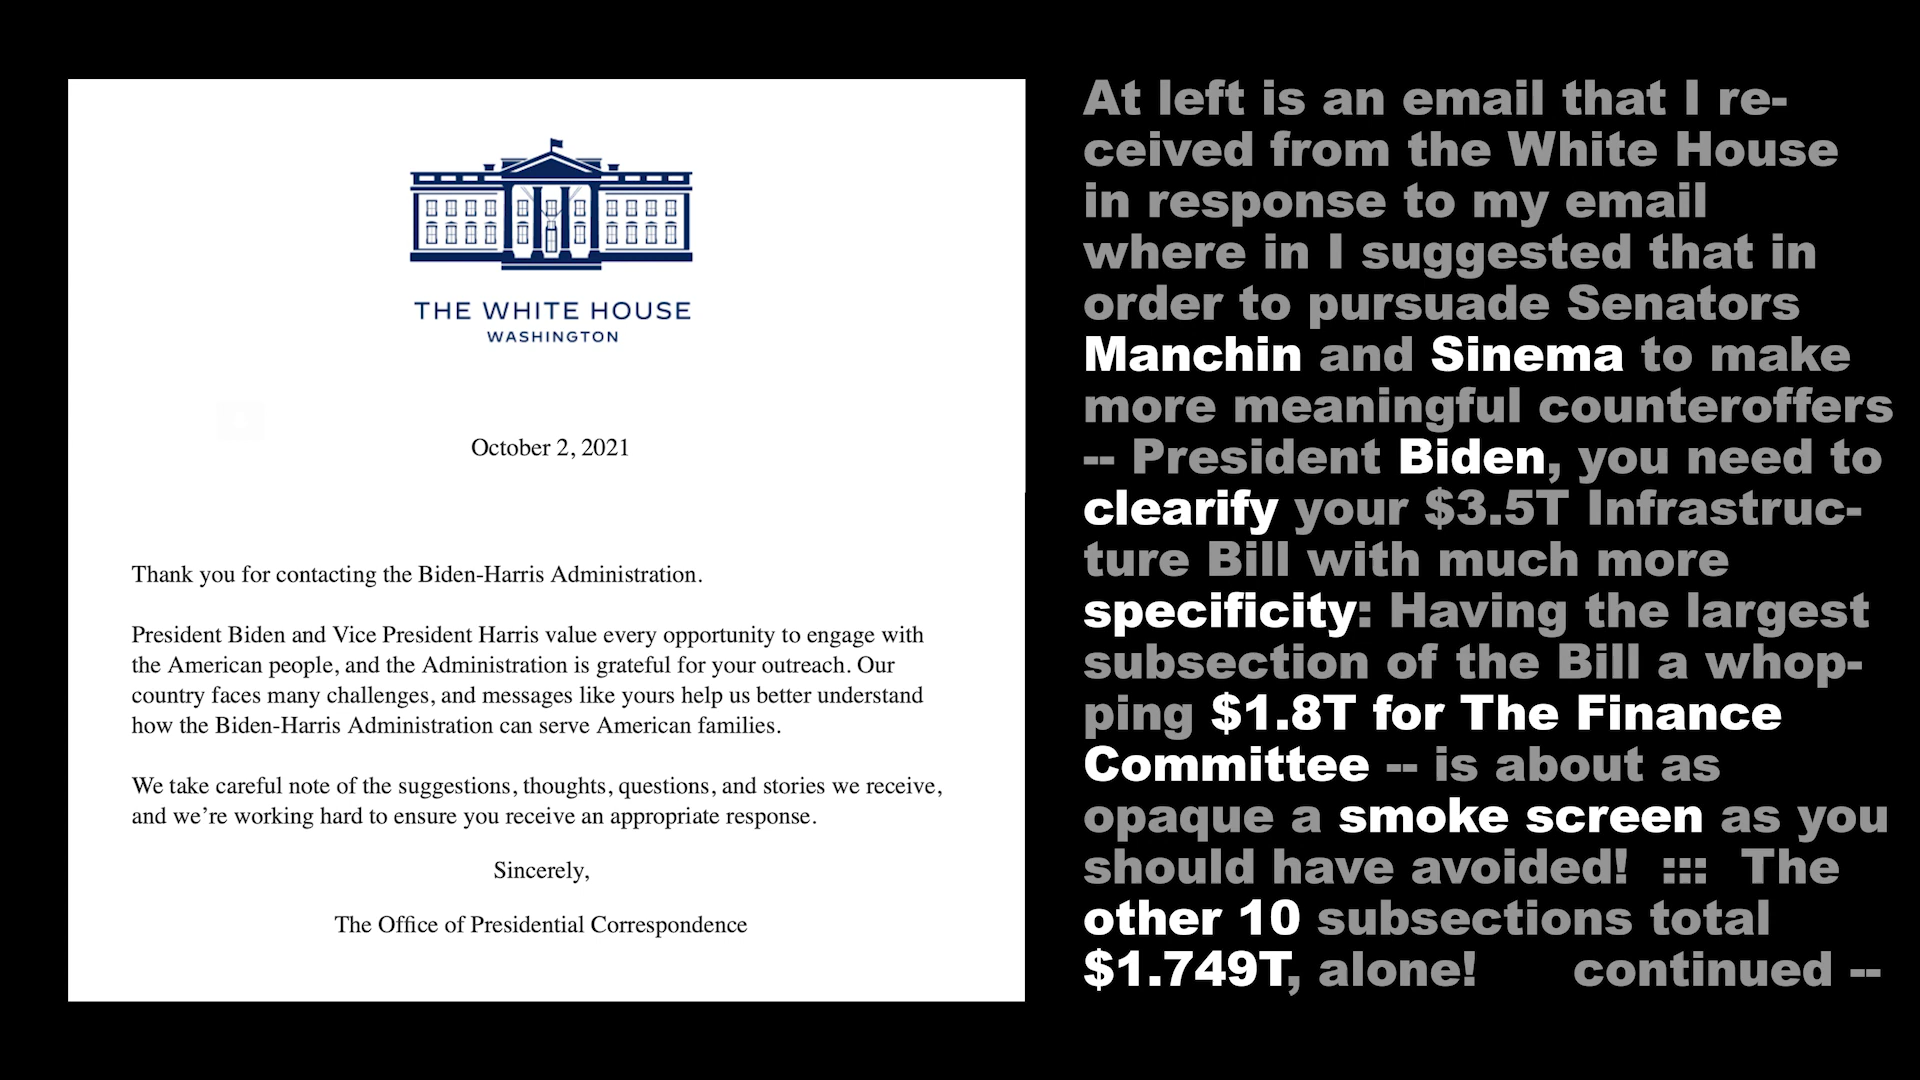 THE WHITE HOUSE
WASHINGTON
October 2, 2021
Thank you for contacting the Biden-Harris Administration.
President Biden and Vice President Harris value every opportunity to engage with
the American people, and the Administration is grateful for your outreach. Our
country faces many challenges, and messages like yours help us better understand
how the Biden-Harris Administration can serve American families.
We take careful note of the suggestions, thoughts, questions, and stories we receive,
and we’re working hard to ensure you receive an appropriate response.
Sincerely,
The Office of Presidential Correspondence
At left is an email that I re-
ceived from the White House
in response to my email
where in I suggested that in
order to pursuade Senators
Manchin and Sinema to make
more meaningful counteroffers
-- President Biden, you need to
clearify your $3.5T Infrastruc-
ture Bill with much more
specificity: Having the largest
subsection of the Bill a whop-
ping $1.8T for The Finance
Committee -- is about as
opaque a smoke screen as you
should have avoided!  :::  The
other 10 subsections total
$1.749T, alone!     continued --